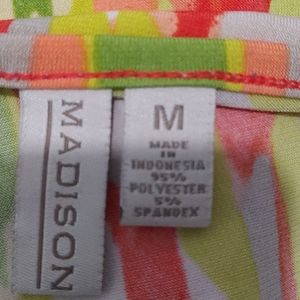 MADISON
M
MADE
IN
INDONESIA
95%
POLYESTER
5%
SPANDEX